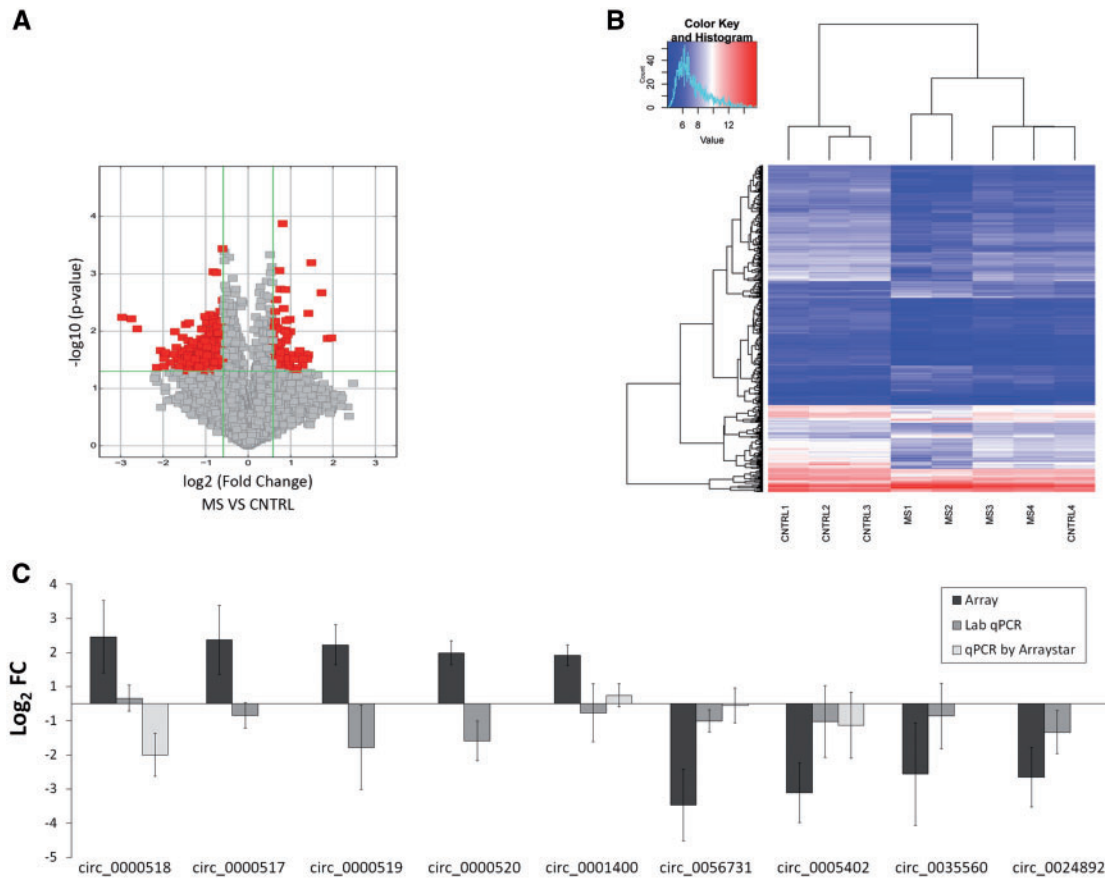 A
4
3
2
1
0
-log10 (p-value)
-3 -2 -1 0 1 2 3
log2 (Fold Change)
MS VS CNTRL
B
Color Key
and Histogram
Count
0 20 40
6 8 12
Value
CNTRL1
CNTRL2
CNTRL3
MS1
MS2
MS3
MS4
CNTRL4
C
Log2 FC
4
3
2
1
-1
-2
-3
-4
-5
Array
Lab qPCR
qPCR by Arraystar
circ_0000518 circ_0000517 circ_0000519 circ_0000520 circ_0001400 circ_0056731 circ_0005402 circ_0035560 circ_0024892